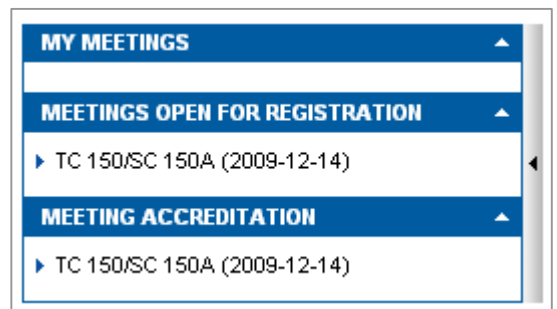 MY MEETINGS
MEETINGS OPEN FOR REGISTRATION
TC 150/SC 150A (2009-12-14)
MEETING ACCREDITATION
TC 150/SC 150A (2009-12-14)